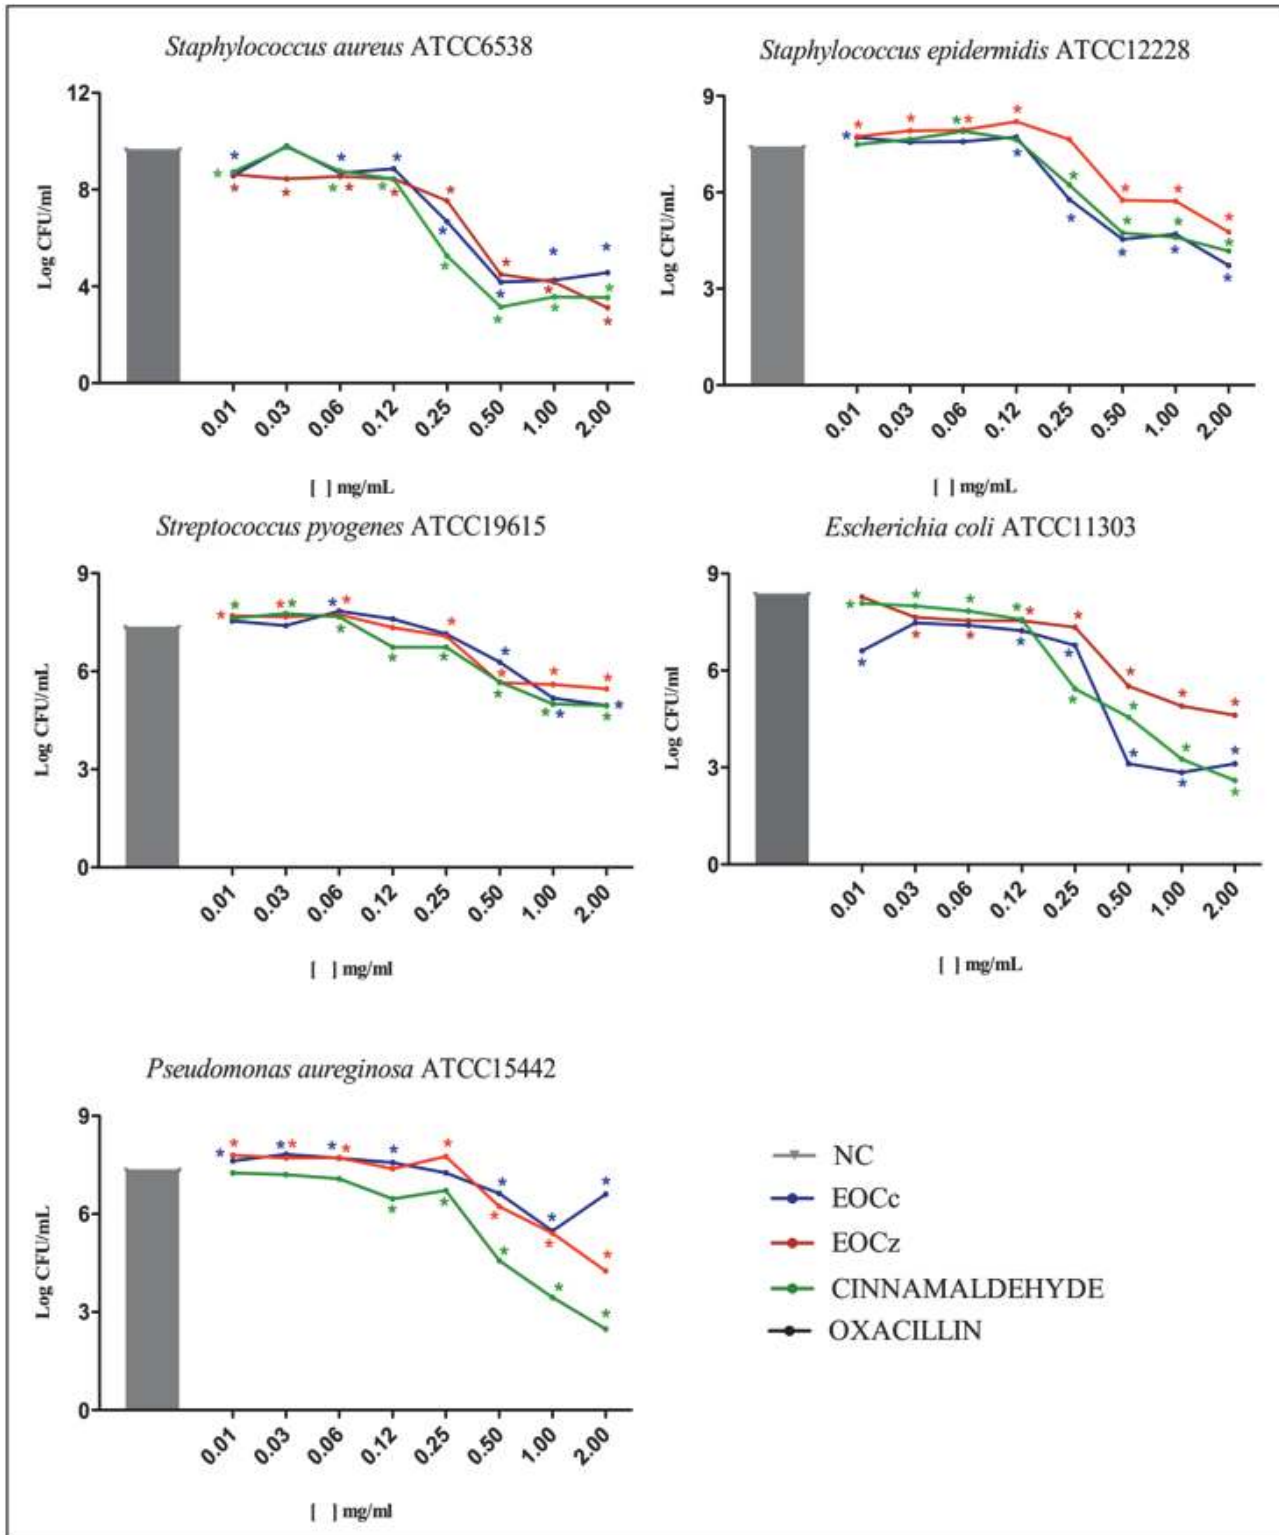 Staphylococcus aureus ATCC6538
Log CFU/ml
12
8
4
0
0.01 0.03 0.06 0.12 0.25 0.50 1.00 2.00
[ ] mg/mL
Staphylococcus epidermidis ATCC12228
Log CFU/mL
9
6
3
0
0.01 0.03 0.06 0.12 0.25 0.50 1.00 2.00
[ ] mg/mL
Streptococcus pyogenes ATCC19615
Log CFU/mL
9
6
3
0
0.01 0.03 0.06 0.12 0.25 0.50 1.00 2.00
[ ] mg/ml
Escherichia coli ATCC11303
Log CFU/ml
9
6
3
0
0.01 0.03 0.06 0.12 0.25 0.50 1.00 2.00
[ ] mg/mL
Pseudomonas aureginosa ATCC15442
Log CFU/mL
9
6
3
0
0.01 0.03 0.06 0.12 0.25 0.50 1.00 2.00
[ ] mg/ml
NC
EOCc
EOCz
CINNAMALDEHYDE
OXACILLIN